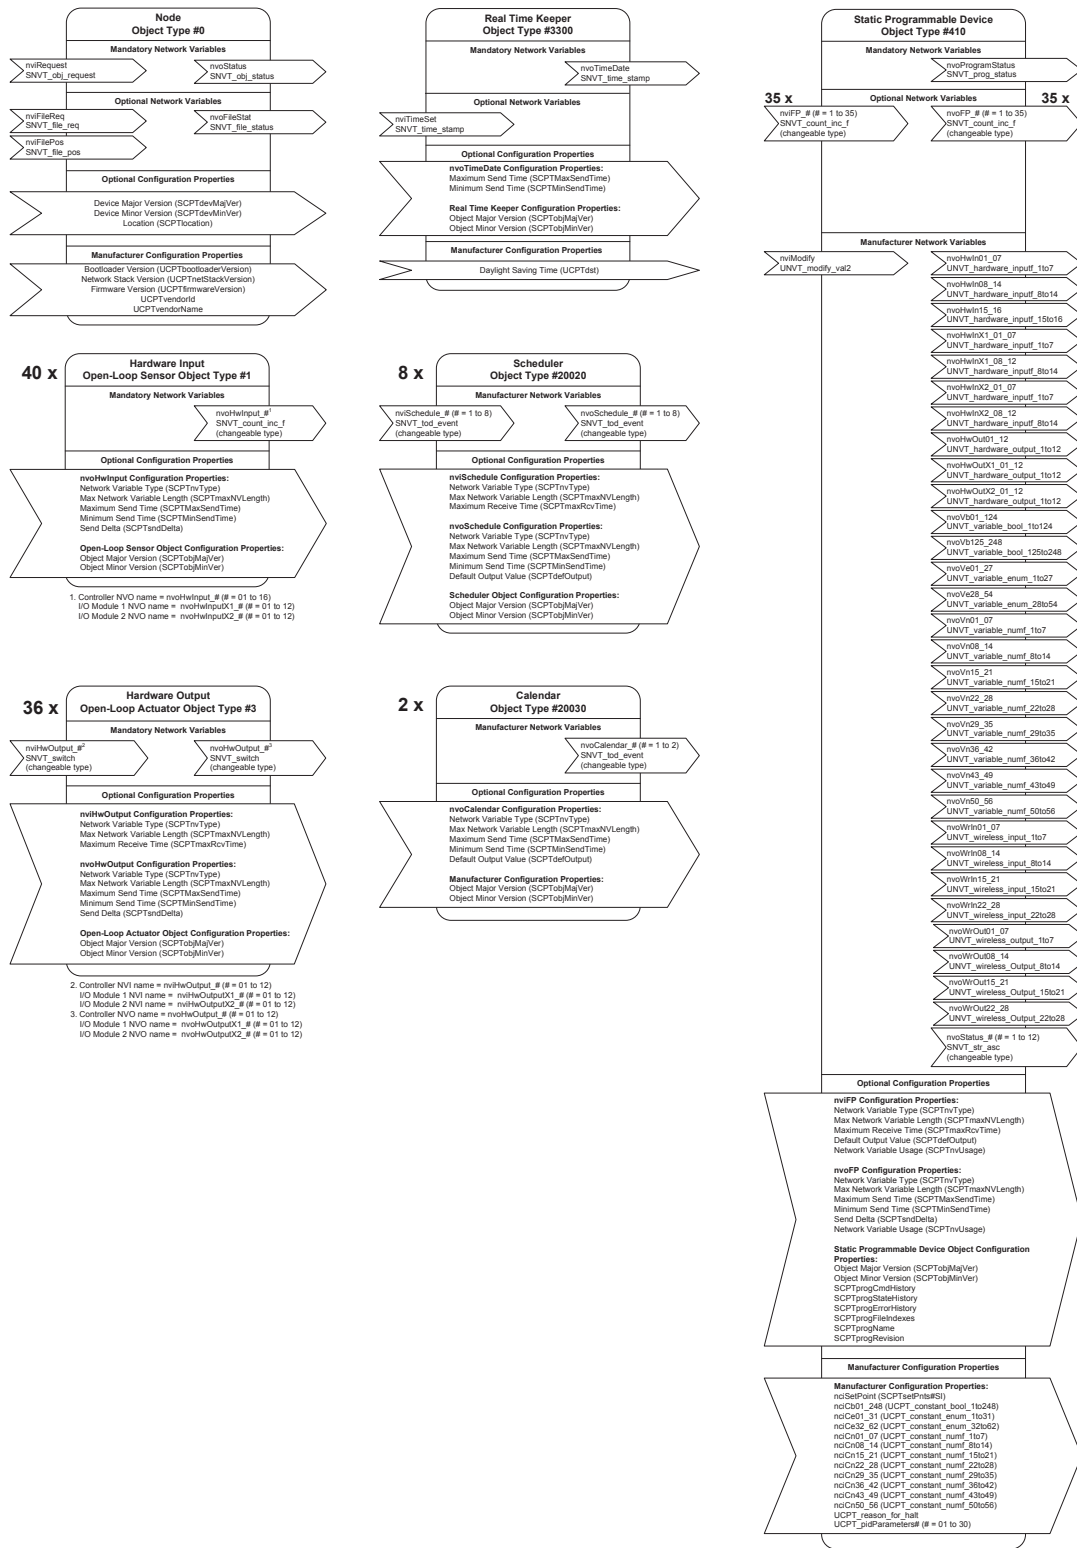 Node
Object Type #0
Mandatory Network Variables
nviRequest
SNVT_obj_request
nvoStatus
SNVT_obj_status
Optional Network Variables
nviFileReq
SNVT_file_req
nvoFileStat
SNVT_file_status
nviFilePos
SNVT_file_pos
Optional Configuration Properties
Device Major Version (SCPTdevMajVer)
Device Minor Version (SCPTdevMinVer)
Location (SCPTlocation)
Manufacturer Configuration Properties
Bootloader Version (UCPTbootloaderVersion)
Network Stack Version (UCPTnetStackVersion)
Firmware Version (UCPTfirmwareVersion)
UCPTvendorId
UCPTvendorName
40 x
Hardware Input
Open-Loop Sensor Object Type #1
Mandatory Network Variables
nvoHwInput_#1
SNVT_count_inc_f
(changeable type)
Optional Configuration Properties
nvoHwInput Configuration Properties:
Network Variable Type (SCPTnvType)
Max Network Variable Length (SCPTmaxNVLength)
Maximum Send Time (SCPTMaxSendTime)
Minimum Send Time (SCPTMinSendTime)
Send Delta (SCPTsndDelta)
Open-Loop Sensor Object Configuration Properties:
Object Major Version (SCPTobjMajVer)
Object Minor Version (SCPTobjMinVer)
1. Controller NVO name = nvoHwInput_# (# = 01 to 16)
I/O Module 1 NVO name = nvoHwInputX1_# (# = 01 to 12)
I/O Module 2 NVO name = nvoHwInputX2_# (# = 01 to 12)
36 x
Hardware Output
Open-Loop Actuator Object Type #3
Mandatory Network Variables
nviHwOutput_#2
SNVT_switch
(changeable type)
nvoHwOutput_#3
SNVT_switch
(changeable type)
Optional Configuration Properties
nviHwOutput Configuration Properties:
Network Variable Type (SCPTnvType)
Max Network Variable Length (SCPTmaxNVLength)
Maximum Receive Time (SCPTmaxRcvTime)
nvoHwOutput Configuration Properties:
Network Variable Type (SCPTnvType)
Max Network Variable Length (SCPTmaxNVLength)
Maximum Send Time (SCPTMaxSendTime)
Minimum Send Time (SCPTMinSendTime)
Send Delta (SCPTsndDelta)
Open-Loop Actuator Object Configuration Properties:
Object Major Version (SCPTobjMajVer)
Object Minor Version (SCPTobjMinVer)
2. Controller NVI name = nviHwOutput_# (# = 01 to 12)
I/O Module 1 NVI name = nviHwOutputX1_# (# = 01 to 12)
I/O Module 2 NVI name = nviHwOutputX2_# (# = 01 to 12)
3. Controller NVO name = nvoHwOutput_# (# = 01 to 12)
I/O Module 1 NVO name = nvoHwOutputX1_# (# = 01 to 12)
I/O Module 2 NVO name = nvoHwOutputX2_# (# = 01 to 12)
Real Time Keeper
Object Type #3300
Mandatory Network Variables
nvoTimeDate
SNVT_time_stamp
Optional Network Variables
nviTimeSet
SNVT_time_stamp
Optional Configuration Properties
nvoTimeDate Configuration Properties:
Maximum Send Time (SCPTMaxSendTime)
Minimum Send Time (SCPTMinSendTime)
Real Time Keeper Configuration Properties:
Object Major Version (SCPTobjMajVer)
Object Minor Version (SCPTobjMinVer)
Manufacturer Configuration Properties
Daylight Saving Time (UCPTdst)
8 x
Scheduler
Object Type #20020
Manufacturer Network Variables
nviSchedule_# (# = 1 to 8)
SNVT_tod_event
(changeable type)
nvoSchedule_# (# = 1 to 8)
SNVT_tod_event
(changeable type)
Optional Configuration Properties
nviSchedule Configuration Properties:
Network Variable Type (SCPTnvType)
Max Network Variable Length (SCPTmaxNVLength)
Maximum Receive Time (SCPTmaxRcvTime)
nvoSchedule Configuration Properties:
Network Variable Type (SCPTnvType)
Max Network Variable Length (SCPTmaxNVLength)
Maximum Send Time (SCPTMaxSendTime)
Minimum Send Time (SCPTMinSendTime)
Default Output Value (SCPTdefOutput)
Scheduler Object Configuration Properties:
Object Major Version (SCPTobjMajVer)
Object Minor Version (SCPTobjMinVer)
2 x
Calendar
Object Type #20030
Manufacturer Network Variables
nvoCalendar_# (# = 1 to 2)
SNVT_tod_event
(changeable type)
Optional Configuration Properties
nvoCalendar Configuration Properties:
Network Variable Type (SCPTnvType)
Max Network Variable Length (SCPTmaxNVLength)
Maximum Send Time (SCPTMaxSendTime)
Minimum Send Time (SCPTMinSendTime)
Default Output Value (SCPTdefOutput)
Manufacturer Configuration Properties:
Object Major Version (SCPTobjMajVer)
Object Minor Version (SCPTobjMinVer)
Static Programmable Device
Object Type #410
Mandatory Network Variables
nvoProgramStatus
SNVT_prog_status
35 x
Optional Network Variables
35 x
nviFP_# (# = 1 to 35)
SNVT_count_inc_f
(changeable type)
nvoFP_# (# = 1 to 35)
SNVT_count_inc_f
(changeable type)
Manufacturer Network Variables
nviModify
UNVT_modify_val2
nvoHwIn01_07
UNVT_hardware_inputf_1to7
nvoHwIn08_14
UNVT_hardware_inputf_8to14
nvoHwIn15_16
UNVT_hardware_inputf_15to16
nvoHwInX1_01_07
UNVT_hardware_inputf_1to7
nvoHwInX1_08_12
UNVT_hardware_inputf_8to14
nvoHwInX2_01_07
UNVT_hardware_inputf_1to7
nvoHwInX2_08_12
UNVT_hardware_inputf_8to14
nvoHwOut01_12
UNVT_hardware_output_1to12
nvoHwOutX1_01_12
UNVT_hardware_output_1to12
nvoHwOutX2_01_12
UNVT_hardware_output_1to12
nvoVb01_124
UNVT_variable_bool_1to124
nvoVb125_248
UNVT_variable_bool_125to248
nvoVe01_27
UNVT_variable_enum_1to27
nvoVe28_54
UNVT_variable_enum_28to54
nvoVn01_07
UNVT_variable_numf_1to7
nvoVn08_14
UNVT_variable_numf_8to14
nvoVn15_21
UNVT_variable_numf_15to21
nvoVn22_28
UNVT_variable_numf_22to28
nvoVn29_35
UNVT_variable_numf_29to35
nvoVn36_42
UNVT_variable_numf_36to42
nvoVn43_49
UNVT_variable_numf_43to49
nvoVn50_56
UNVT_variable_numf_50to56
nvoWrIn01_07
UNVT_wireless_input_1to7
nvoWrIn08_14
UNVT_wireless_input_8to14
nvoWrIn15_21
UNVT_wireless_input_15to21
nvoWrIn22_28
UNVT_wireless_input_22to28
nvoWrOut01_07
UNVT_wireless_output_1to7
nvoWrOut08_14
UNVT_wireless_Output_8to14
nvoWrOut15_21
UNVT_wireless_Output_15to21
nvoWrOut22_28
UNVT_wireless_Output_22to28
nvoStatus_# (# = 1 to 12)
SNVT_str_asc
(changeable type)
Optional Configuration Properties
nviFP Configuration Properties:
Network Variable Type (SCPTnvType)
Max Network Variable Length (SCPTmaxNVLength)
Maximum Receive Time (SCPTmaxRcvTime)
Default Output Value (SCPTdefOutput)
Network Variable Usage (SCPTnvUsage)
nvoFP Configuration Properties:
Network Variable Type (SCPTnvType)
Max Network Variable Length (SCPTmaxNVLength)
Maximum Send Time (SCPTMaxSendTime)
Minimum Send Time (SCPTMinSendTime)
Send Delta (SCPTsndDelta)
Network Variable Usage (SCPTnvUsage)
Static Programmable Device Object Configuration
Properties:
Object Major Version (SCPTobjMajVer)
Object Minor Version (SCPTobjMinVer)
SCPTprogCmdHistory
SCPTprogStateHistory
SCPTprogErrorHistory
SCPTprogFileIndexes
SCPTprogName
SCPTprogRevision
Manufacturer Configuration Properties
Manufacturer Configuration Properties:
nciSetPoint (SCPTsetPnts#SI)
nciCb01_248 (UCPT_constant_bool_1to248)
nciCe01_31 (UCPT_constant_enum_1to31)
nciCe32_62 (UCPT_constant_enum_32to62)
nciCn01_07 (UCPT_constant_numf_1to7)
nciCn08_14 (UCPT_constant_numf_8to14)
nciCn15_21 (UCPT_constant_numf_15to21)
nciCn22_28 (UCPT_constant_numf_22to28)
nciCn29_35 (UCPT_constant_numf_29to35)
nciCn36_42 (UCPT_constant_numf_36to42)
nciCn43_49 (UCPT_constant_numf_43to49)
nciCn50_56 (UCPT_constant_numf_50to56)
UCPT_reason_for_halt
UCPT_pidParameters# (# = 01 to 30)